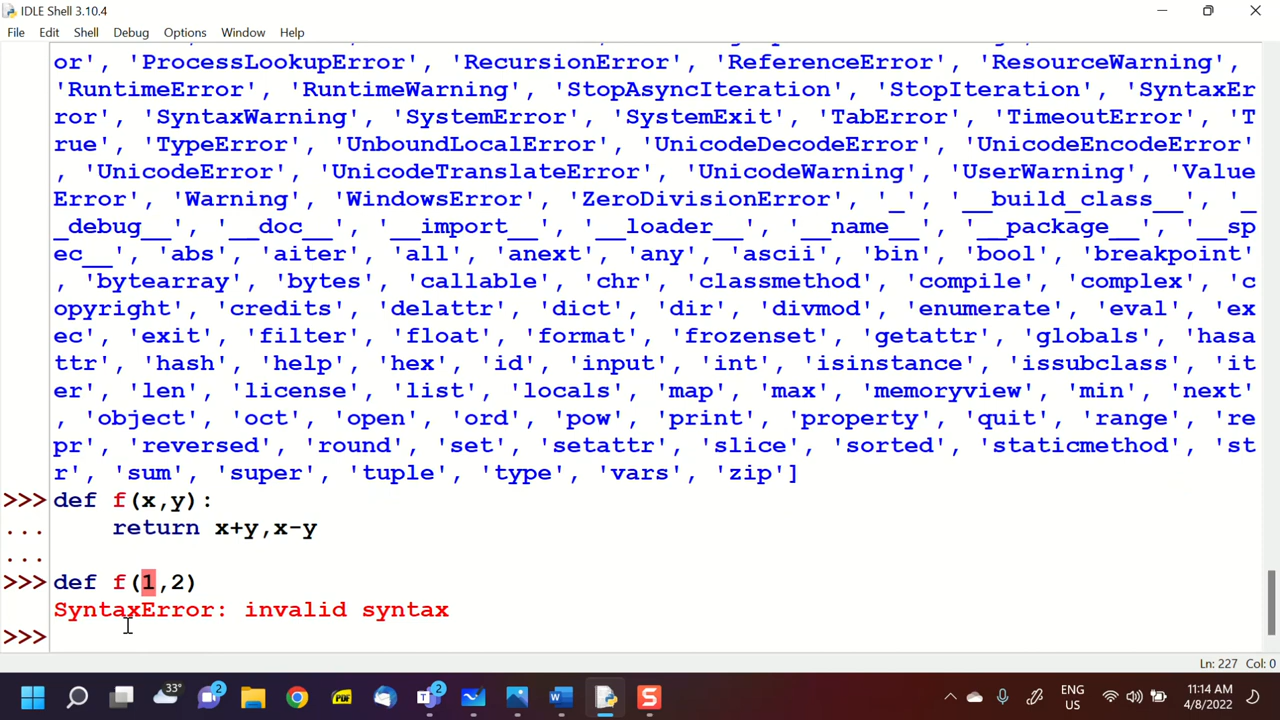 IDLE Shell 3.10.4
File Edit Shell Debug Options Window Help
or', 'ProcessLookupError', 'RecursionError', 'ReferenceError', 'ResourceWarning',
'RuntimeError', 'RuntimeWarning', 'StopAsyncIteration', 'StopIteration', 'SyntaxEr
ror', 'SyntaxWarning', 'SystemError', 'SystemExit', 'TabError', 'TimeoutError', 'T
rue', 'TypeError', 'UnboundLocalError', 'UnicodeDecodeError', 'UnicodeEncodeError'
, 'UnicodeError', 'UnicodeTranslateError', 'UnicodeWarning', 'UserWarning', 'Value
Error', 'Warning', 'WindowsError', 'ZeroDivisionError', '_', '__build_class__', '_
_debug__', '__doc__', '__import__', '__loader__', '__name__', '__package__', '__sp
ec__', 'abs', 'aiter', 'all', 'anext', 'any', 'ascii', 'bin', 'bool', 'breakpoint'
, 'bytearray', 'bytes', 'callable', 'chr', 'classmethod', 'compile', 'complex', 'c
opyright', 'credits', 'delattr', 'dict', 'dir', 'divmod', 'enumerate', 'eval', 'ex
ec', 'exit', 'filter', 'float', 'format', 'frozenset', 'getattr', 'globals', 'hasa
ttr', 'hash', 'help', 'hex', 'id', 'input', 'int', 'isinstance', 'issubclass', 'it
er', 'len', 'license', 'list', 'locals', 'map', 'max', 'memoryview', 'min', 'next'
, 'object', 'oct', 'open', 'ord', 'pow', 'print', 'property', 'quit', 'range', 're
pr', 'reversed', 'round', 'set', 'setattr', 'slice', 'sorted', 'staticmethod', 'st
r', 'sum', 'super', 'tuple', 'type', 'vars', 'zip']
>>> def f(x,y):
...     return x+y,x-y
...
>>> def f(1,2)
SyntaxError: invalid syntax
>>>
Ln: 227 Col: 0
33° 2 PDF 2 W S ENG US 11:14 AM 4/8/2022